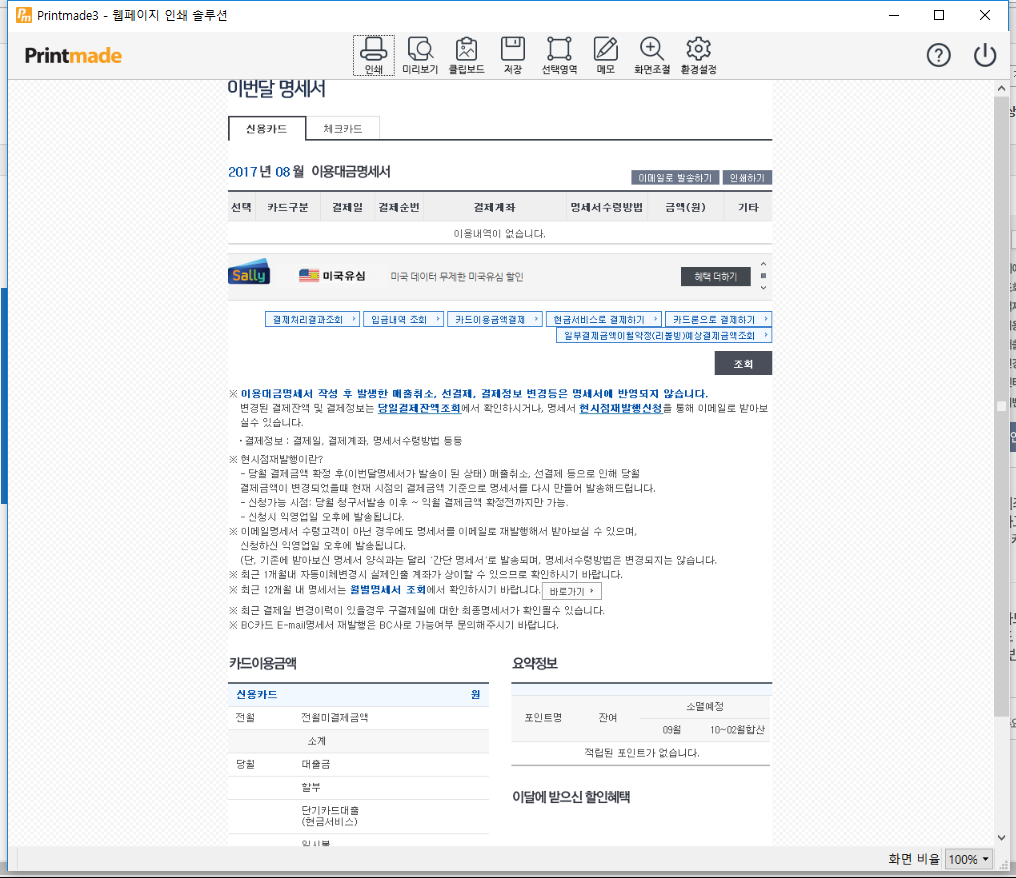 Printmade3 - 웹페이지 인쇄 솔루션
Printmade
인쇄 미리보기 클립보드 저장 선택영역 메모 화면조절 환경설정
이번달 명세서
신용카드 체크카드
2017년 08월 이용대금명세서
이메일로 발송하기 인쇄하기
선택 카드구분 결제일 결제순번 결제계좌 명세서수령방법 금액(원) 기타
이용내역이 없습니다.
Sally 미국유심 미국 데이터 무제한 미국유심 할인 혜택 더하기
결제처리결과조회 입금내역 조회 카드이용금액결제 현금서비스로 결제하기 카드론으로 결제하기
일부결제금액이월약정(리볼빙)예상결제금액조회
조회
※ 이용대금명세서 작성 후 발생한 매출취소, 선결제, 결제정보 변경등은 명세서에 반영되지 않습니다.
변경된 결제잔액 및 결제정보는 당일결제잔액조회에서 확인하시거나, 명세서 현시점재발행신청을 통해 이메일로 받아보
실수 있습니다.
· 결제정보 : 결제일, 결제계좌, 명세서수령방법 등등
※ 현시점재발행이란?
- 당월 결제금액 확정 후(이번달명세서가 발송이 된 상태) 매출취소, 선결제 등으로 인해 당월
결제금액이 변경되었을때 현재 시점의 결제금액 기준으로 명세서를 다시 만들어 발송해드립니다.
- 신청가능 시점: 당월 청구서발송 이후 ~ 익월 결제금액 확정전까지만 가능.
- 신청시 익영업일 오후에 발송됩니다.
※ 이메일명세서 수령고객이 아닌 경우에도 명세서를 이메일로 재발행해서 받아보실 수 있으며,
신청하신 익영업일 오후에 발송됩니다.
(단, 기존에 받아보신 명세서 양식과는 달리 '간단 명세서'로 발송되며, 명세서수령방법은 변경되지는 않습니다.
※ 최근 1개월내 자동이체변경시 실제인출 계좌가 상이할 수 있으므로 확인하시기 바랍니다.
※ 최근 12개월 내 명세서는 월별명세서 조회에서 확인하시기 바랍니다. 바로가기
※ 최근 결제일 변경이력이 있을경우 구결제일에 대한 최종명세서가 확인될수 있습니다.
※ BC카드 E-mail명세서 재발행은 BC사로 가능여부 문의해주시기 바랍니다.
카드이용금액
신용카드 원
전월 전월미결제금액
소계
당월 대출금
할부
단기카드대출
(현금서비스)
일시불
요약정보
포인트명 잔여 소멸예정
09월 10~02월합산
적립된 포인트가 없습니다.
이달에 받으신 할인혜택
화면 비율 100%